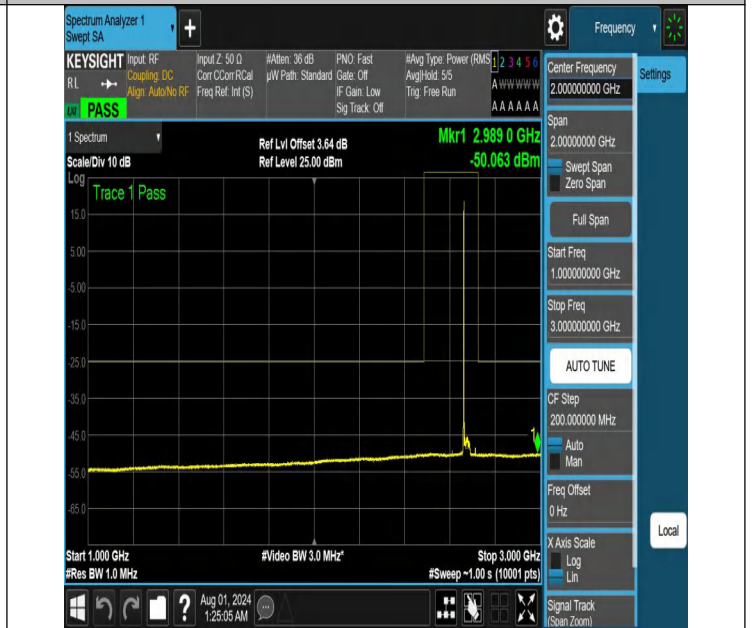 Spectrum Analyzer 1
Swept SA
+
Frequency
KEYSIGHT
RL
PASS
Input: RF
Coupling: DC
Align: Auto/No RF
Input Z: 50 Ω
Corr CCorr RCal
Freq Ref: Int (S)
#Atten: 36 dB
µW Path: Standard
PNO: Fast
Gate: Off
IF Gain: Low
Sig Track: Off
#Avg Type: Power (RMS
Avg|Hold: 5/5
Trig: Free Run
1 2 3 4 5 6
A W W W W W
A A A A A A
Center Frequency
2.000000000 GHz
Settings
Span
2.00000000 GHz
Swept Span
Zero Span
Full Span
Start Freq
1.000000000 GHz
Stop Freq
3.000000000 GHz
AUTO TUNE
CF Step
200.000000 MHz
Auto
Man
Freq Offset
0 Hz
X Axis Scale
Log
Lin
Signal Track
(Span Zoom)
Local
1 Spectrum
Scale/Div 10 dB
Ref Lvl Offset 3.64 dB
Ref Level 25.00 dBm
Mkr1 2.989 0 GHz
-50.063 dBm
Log
Trace 1 Pass
15.0
5.00
-5.00
-15.0
-25.0
-35.0
-45.0
-55.0
-65.0
1
Start 1.000 GHz
#Res BW 1.0 MHz
#Video BW 3.0 MHz*
Stop 3.000 GHz
#Sweep ~1.00 s (10001 pts)
?
Aug 01, 2024
1:25:05 AM